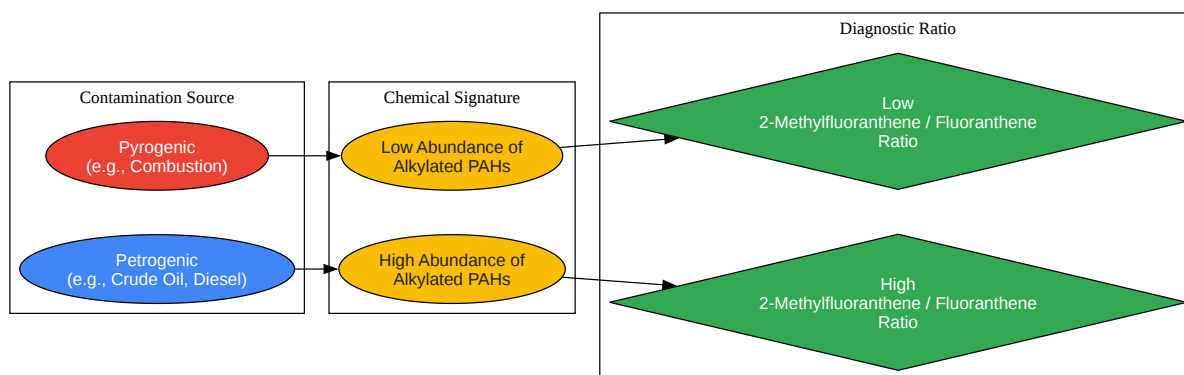 Contamination Source
Pyrogenic
(e.g., Combustion)
Petrogenic
(e.g., Crude Oil, Diesel)
Chemical Signature
Low Abundance of
Alkylated PAHs
High Abundance of
Alkylated PAHs
Diagnostic Ratio
Low
2-Methylfluoranthene / Fluoranthene
Ratio
High
2-Methylfluoranthene / Fluoranthene
Ratio